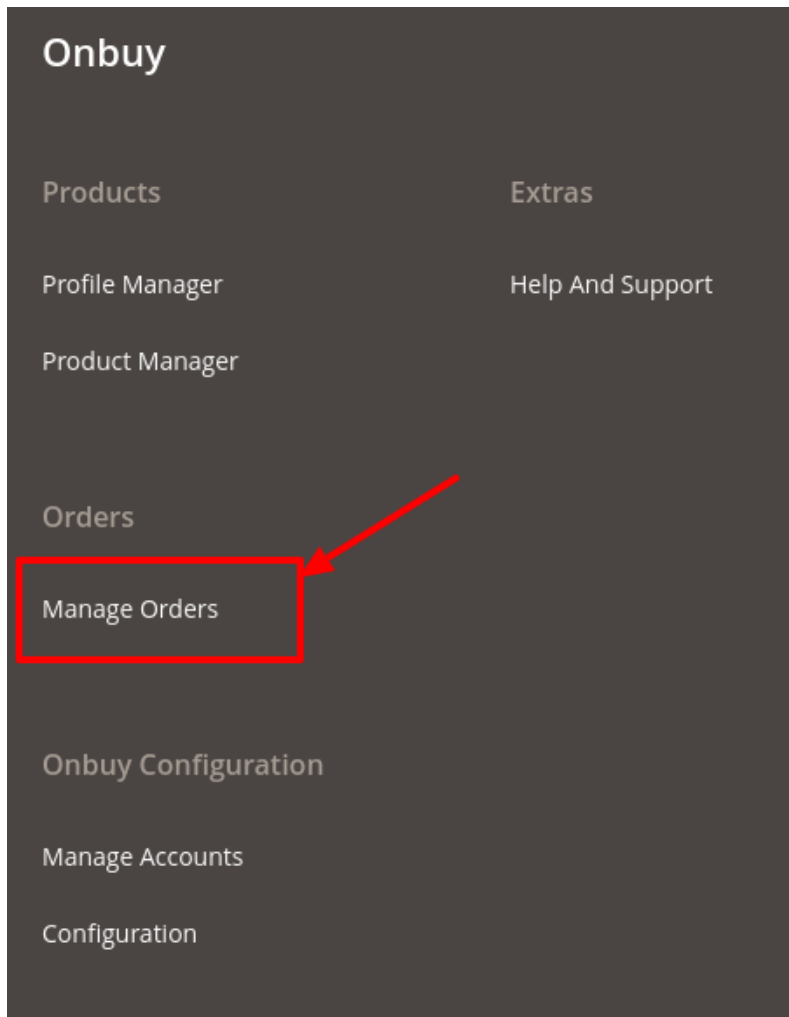 Onbuy
Products
Profile Manager
Product Manager
Orders
Manage Orders
Onbuy Configuration
Manage Accounts
Configuration
Extras
Help And Support